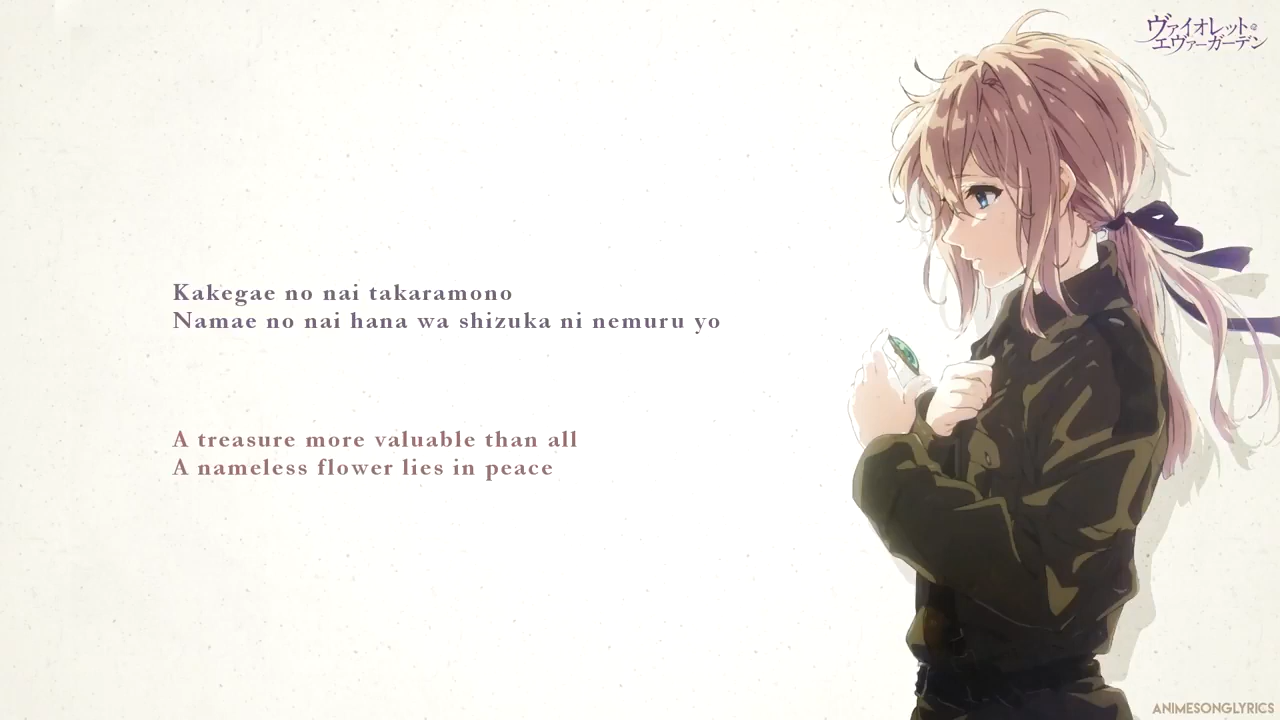 ヴァイオレット・
エヴァーガーデン
Kakegae no nai takaramono
Namae no nai hana wa shizuka ni nemuru yo
A treasure more valuable than all
A nameless flower lies in peace
ANIMESONGLYRICS